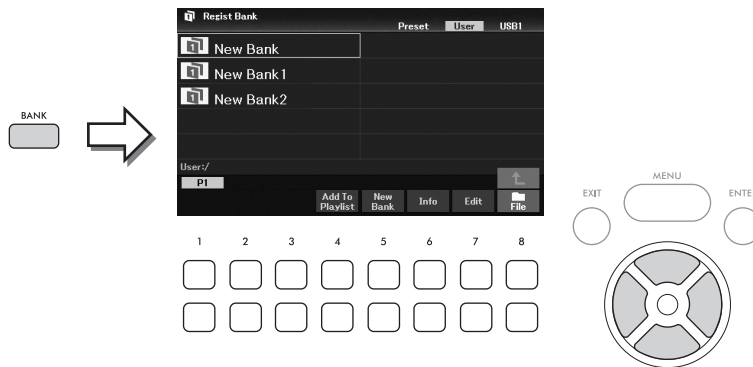 Regist Bank
Preset User USB1
New Bank
New Bank1
New Bank2
BANK
User:/
P1
Add To Playlist New Bank Info Edit File
EXIT MENU ENTE
1 2 3 4 5 6 7 8